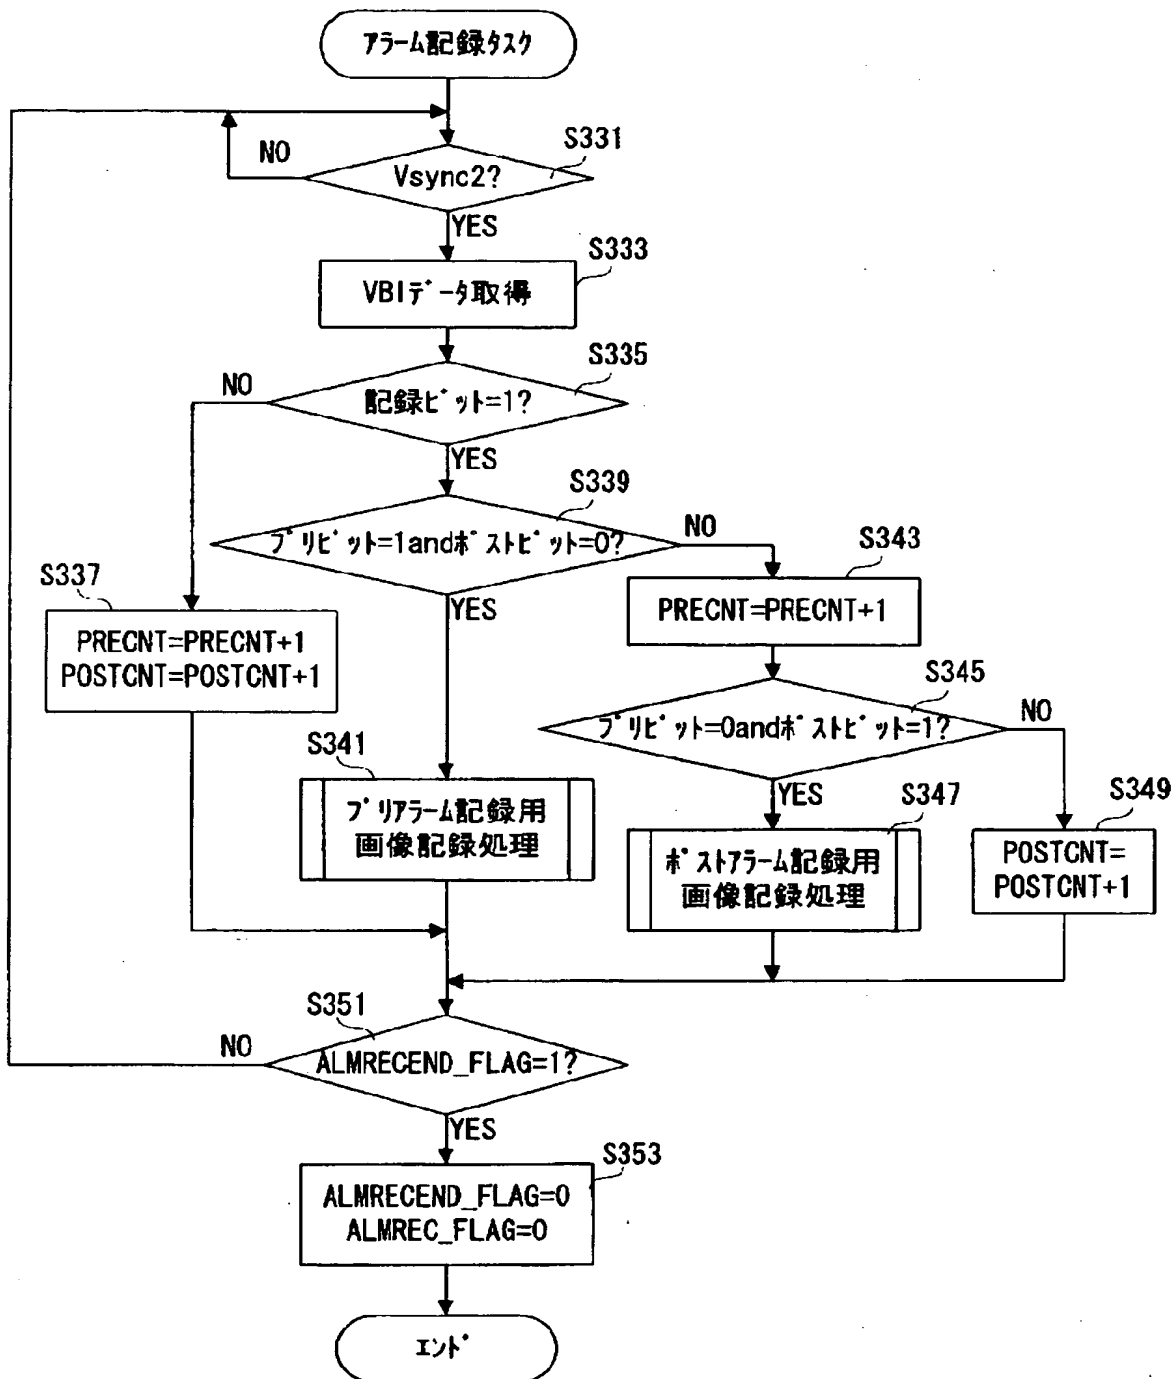 アラーム記録タスク
S331
NO
Vsync2?
YES
S333
VBIデータ取得
S335
NO
記録ビット=1?
YES
S339
プリビット=1andポストビット=0?
NO
S343
S337
YES
PRECNT=PRECNT+1
PRECNT=PRECNT+1
POSTCNT=POSTCNT+1
S345
プリビット=0andポストビット=1?
NO
S341
YES
S347
S349
プリアラーム記録用
画像記録処理
ポストアラーム記録用
画像記録処理
POSTCNT=
POSTCNT+1
S351
NO
ALMRECEND_FLAG=1?
YES
S353
ALMRECEND_FLAG=0
ALMREC_FLAG=0
エンド